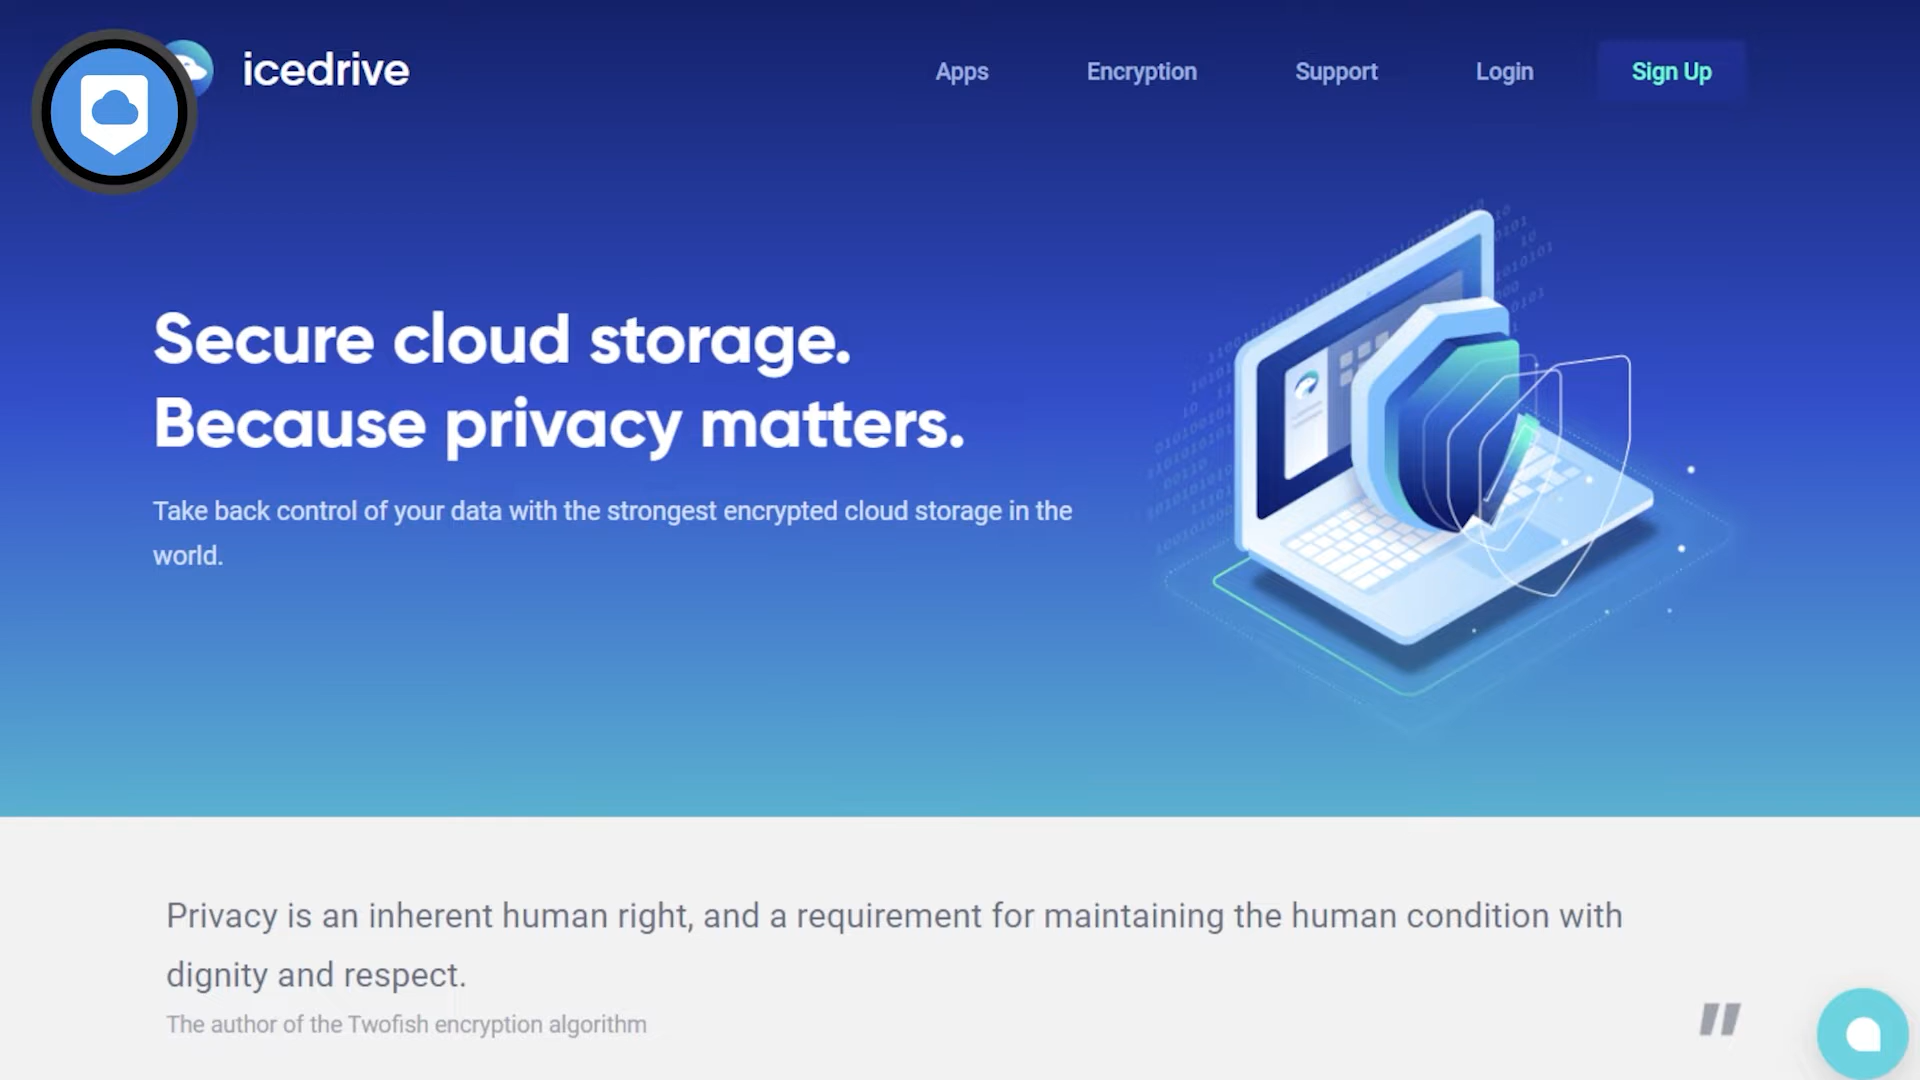 icedrive
Apps
Encryption
Support
Login
Sign Up
Secure cloud storage.
Because privacy matters.
Take back control of your data with the strongest encrypted cloud storage in the
world.
Privacy is an inherent human right, and a requirement for maintaining the human condition with
dignity and respect.
The author of the Twofish encryption algorithm
"